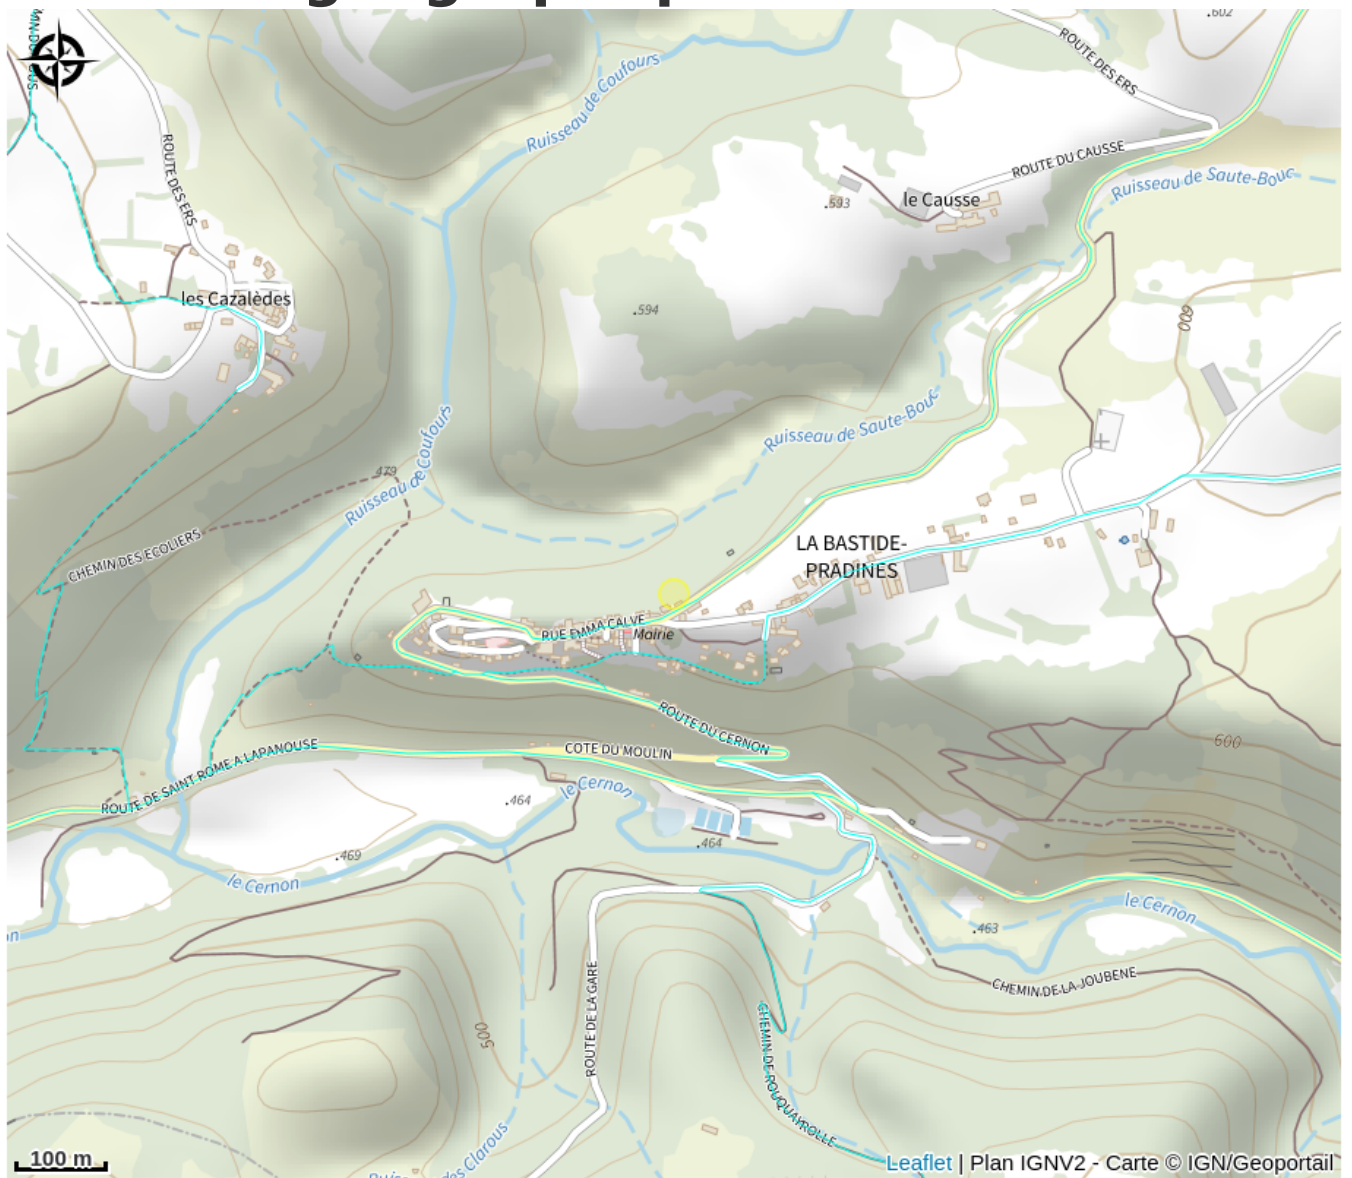 .602
ROUTE DES ERS
Ruisseau de Coufours
ROUTE DU CAUSSE
ROUTE DES ERS
Ruisseau de Saute-Bouc
.593
le Causse
les Cazalèdes
.594
600
Ruisseau de Saute-Bouc
479
Ruisseau de Coufours
CHEMIN DES ECOLIERS
LA BASTIDE-
PRADINES
RUE EMMA CALVE
Mairie
ROUTE DU CERNON
600
COTE DU MOULIN
ROUTE DE SAINT ROME A LAPANOUSE
le Cernon
.464
.464
.469
le Cernon
le Cernon
.463
CHEMIN DE LA JOUBENE
500
ROUTE DE LA GARE
CHEMIN DE ROUQUAYROLLE
des Clarous
100 m
Leaflet | Plan IGNV2 - Carte © IGN/Geoportail